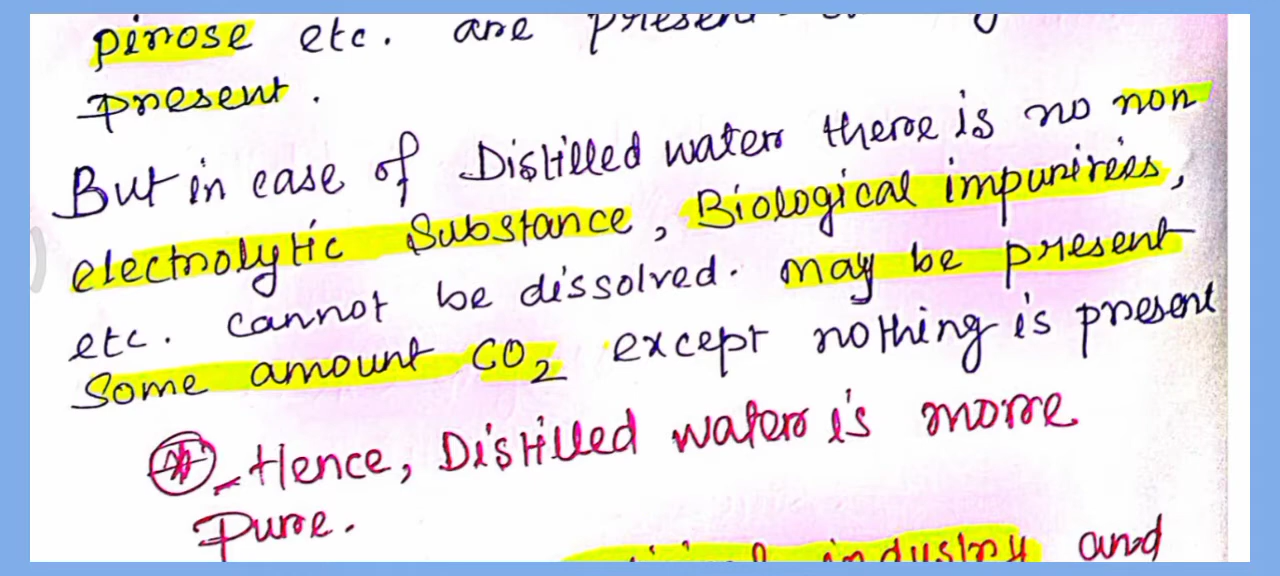 pirose etc. are present
present.
But in case of Distilled water there is no non
electrolytic Substance, Biological impurities,
etc. cannot be dissolved. may be present
Some amount CO₂ except nothing is present
Hence, Distilled water is more
Pure.
industry and